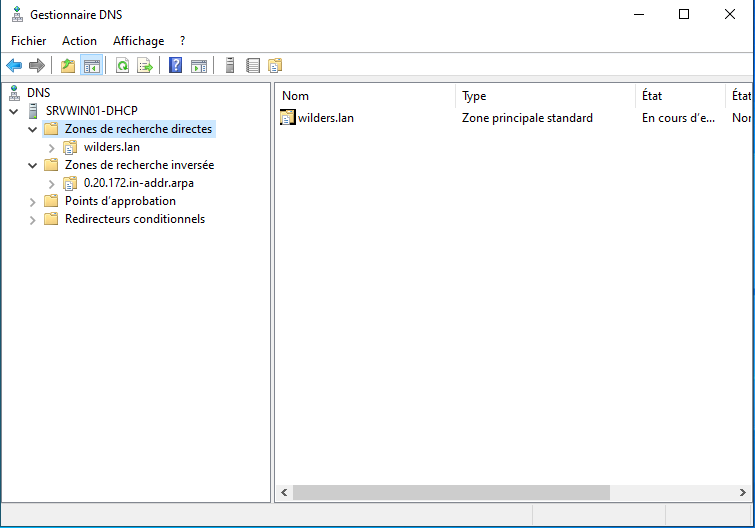 Gestionnaire DNS
Fichier Action Affichage ?
DNS
SRVWIN01-DHCP
Zones de recherche directes
wilders.lan
Zones de recherche inversée
0.20.172.in-addr.arpa
Points d'approbation
Redirecteurs conditionnels
Nom Type État État
wilders.lan Zone principale standard En cours d'e... Nor